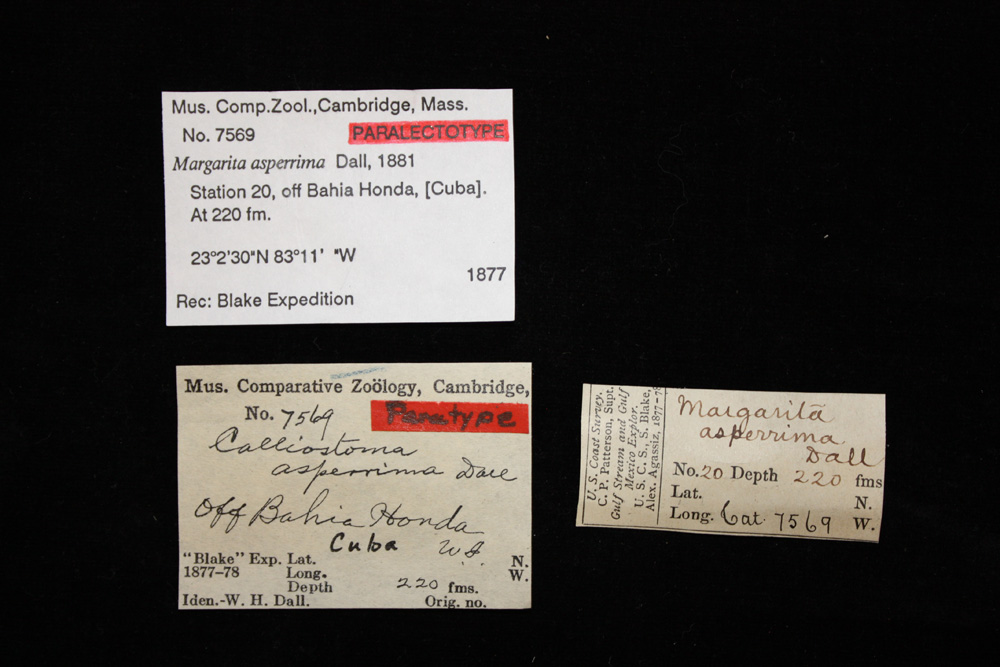 Mus. Comp.Zool.,Cambridge, Mass.
No. 7569 PARALECTOTYPE
Margarita asperrima Dall, 1881
Station 20, off Bahia Honda, [Cuba].
At 220 fm.
23°2'30"N 83°11' "W
1877
Rec: Blake Expedition
Mus. Comparative Zoölogy, Cambridge,
No. 7569 Paratype
Calliostoma
asperrima Dall
Off Bahia Honda
Cuba W.I.
"Blake" Exp. Lat. N.
1877-78 Long. W.
Depth 220 fms.
Iden.-W. H. Dall. Orig. no.
U. S. Coast Survey.
C. P. Patterson, Supt.
Gulf Stream and Gulf
Mexico Explor.
U. S. C. S., S. Blake,
Alex. Agassiz, 1877-78
Margaritā
asperrima
Dall
No. 20 Depth 220 fms
Lat. N.
Long. Cat. 7569 W.